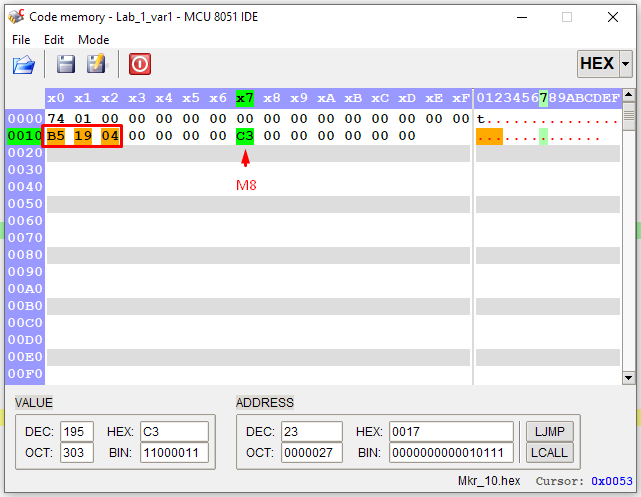 Code memory - Lab_1_var1 - MCU 8051 IDE
File Edit Mode
HEX
x0 x1 x2 x3 x4 x5 x6 x7 x8 x9 xA xB xC xD xE xF 0123456789ABCDEF
0000 74 01 00 00 00 00 00 00 00 00 00 00 00 00 00 00 t...............
0010 B5 19 04 00 00 00 00 C3 00 00 00 00 00 00 ..............
0020
0030
0040 M8
0050
0060
0070
0080
0090
00A0
00B0
00C0
00D0
00E0
00F0
VALUE ADDRESS
DEC: 195 HEX: C3 DEC: 23 HEX: 0017 LJMP
OCT: 303 BIN: 11000011 OCT: 0000027 BIN: 0000000000010111 LCALL
Mkr_10.hex Cursor: 0x0053